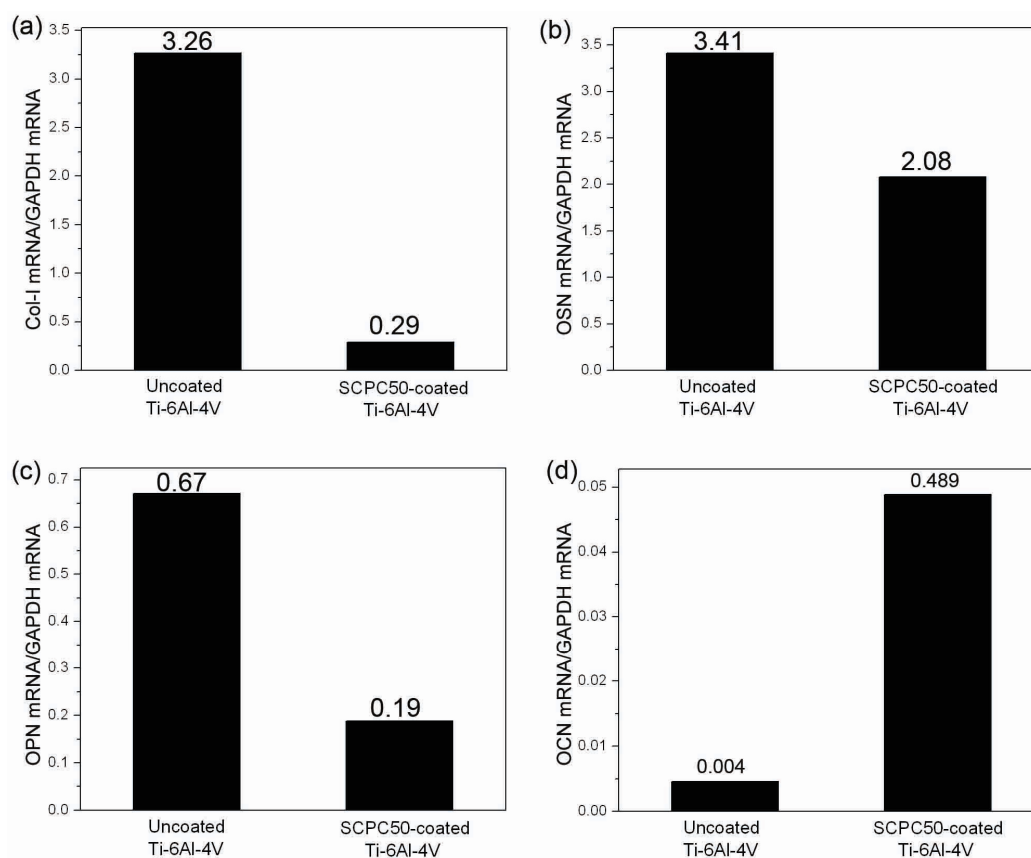 (a)
Col-I mRNA/GAPDH mRNA
3.5
3.0
2.5
2.0
1.5
1.0
0.5
0.0
3.26
0.29
Uncoated
Ti-6Al-4V
SCPC50-coated
Ti-6Al-4V
(b)
OSN mRNA/GAPDH mRNA
3.5
3.0
2.5
2.0
1.5
1.0
0.5
0.0
3.41
2.08
Uncoated
Ti-6Al-4V
SCPC50-coated
Ti-6Al-4V
(c)
OPN mRNA/GAPDH mRNA
0.7
0.6
0.5
0.4
0.3
0.2
0.1
0.0
0.67
0.19
Uncoated
Ti-6Al-4V
SCPC50-coated
Ti-6Al-4V
(d)
OCN mRNA/GAPDH mRNA
0.05
0.04
0.03
0.02
0.01
0.00
0.004
0.489
Uncoated
Ti-6Al-4V
SCPC50-coated
Ti-6Al-4V